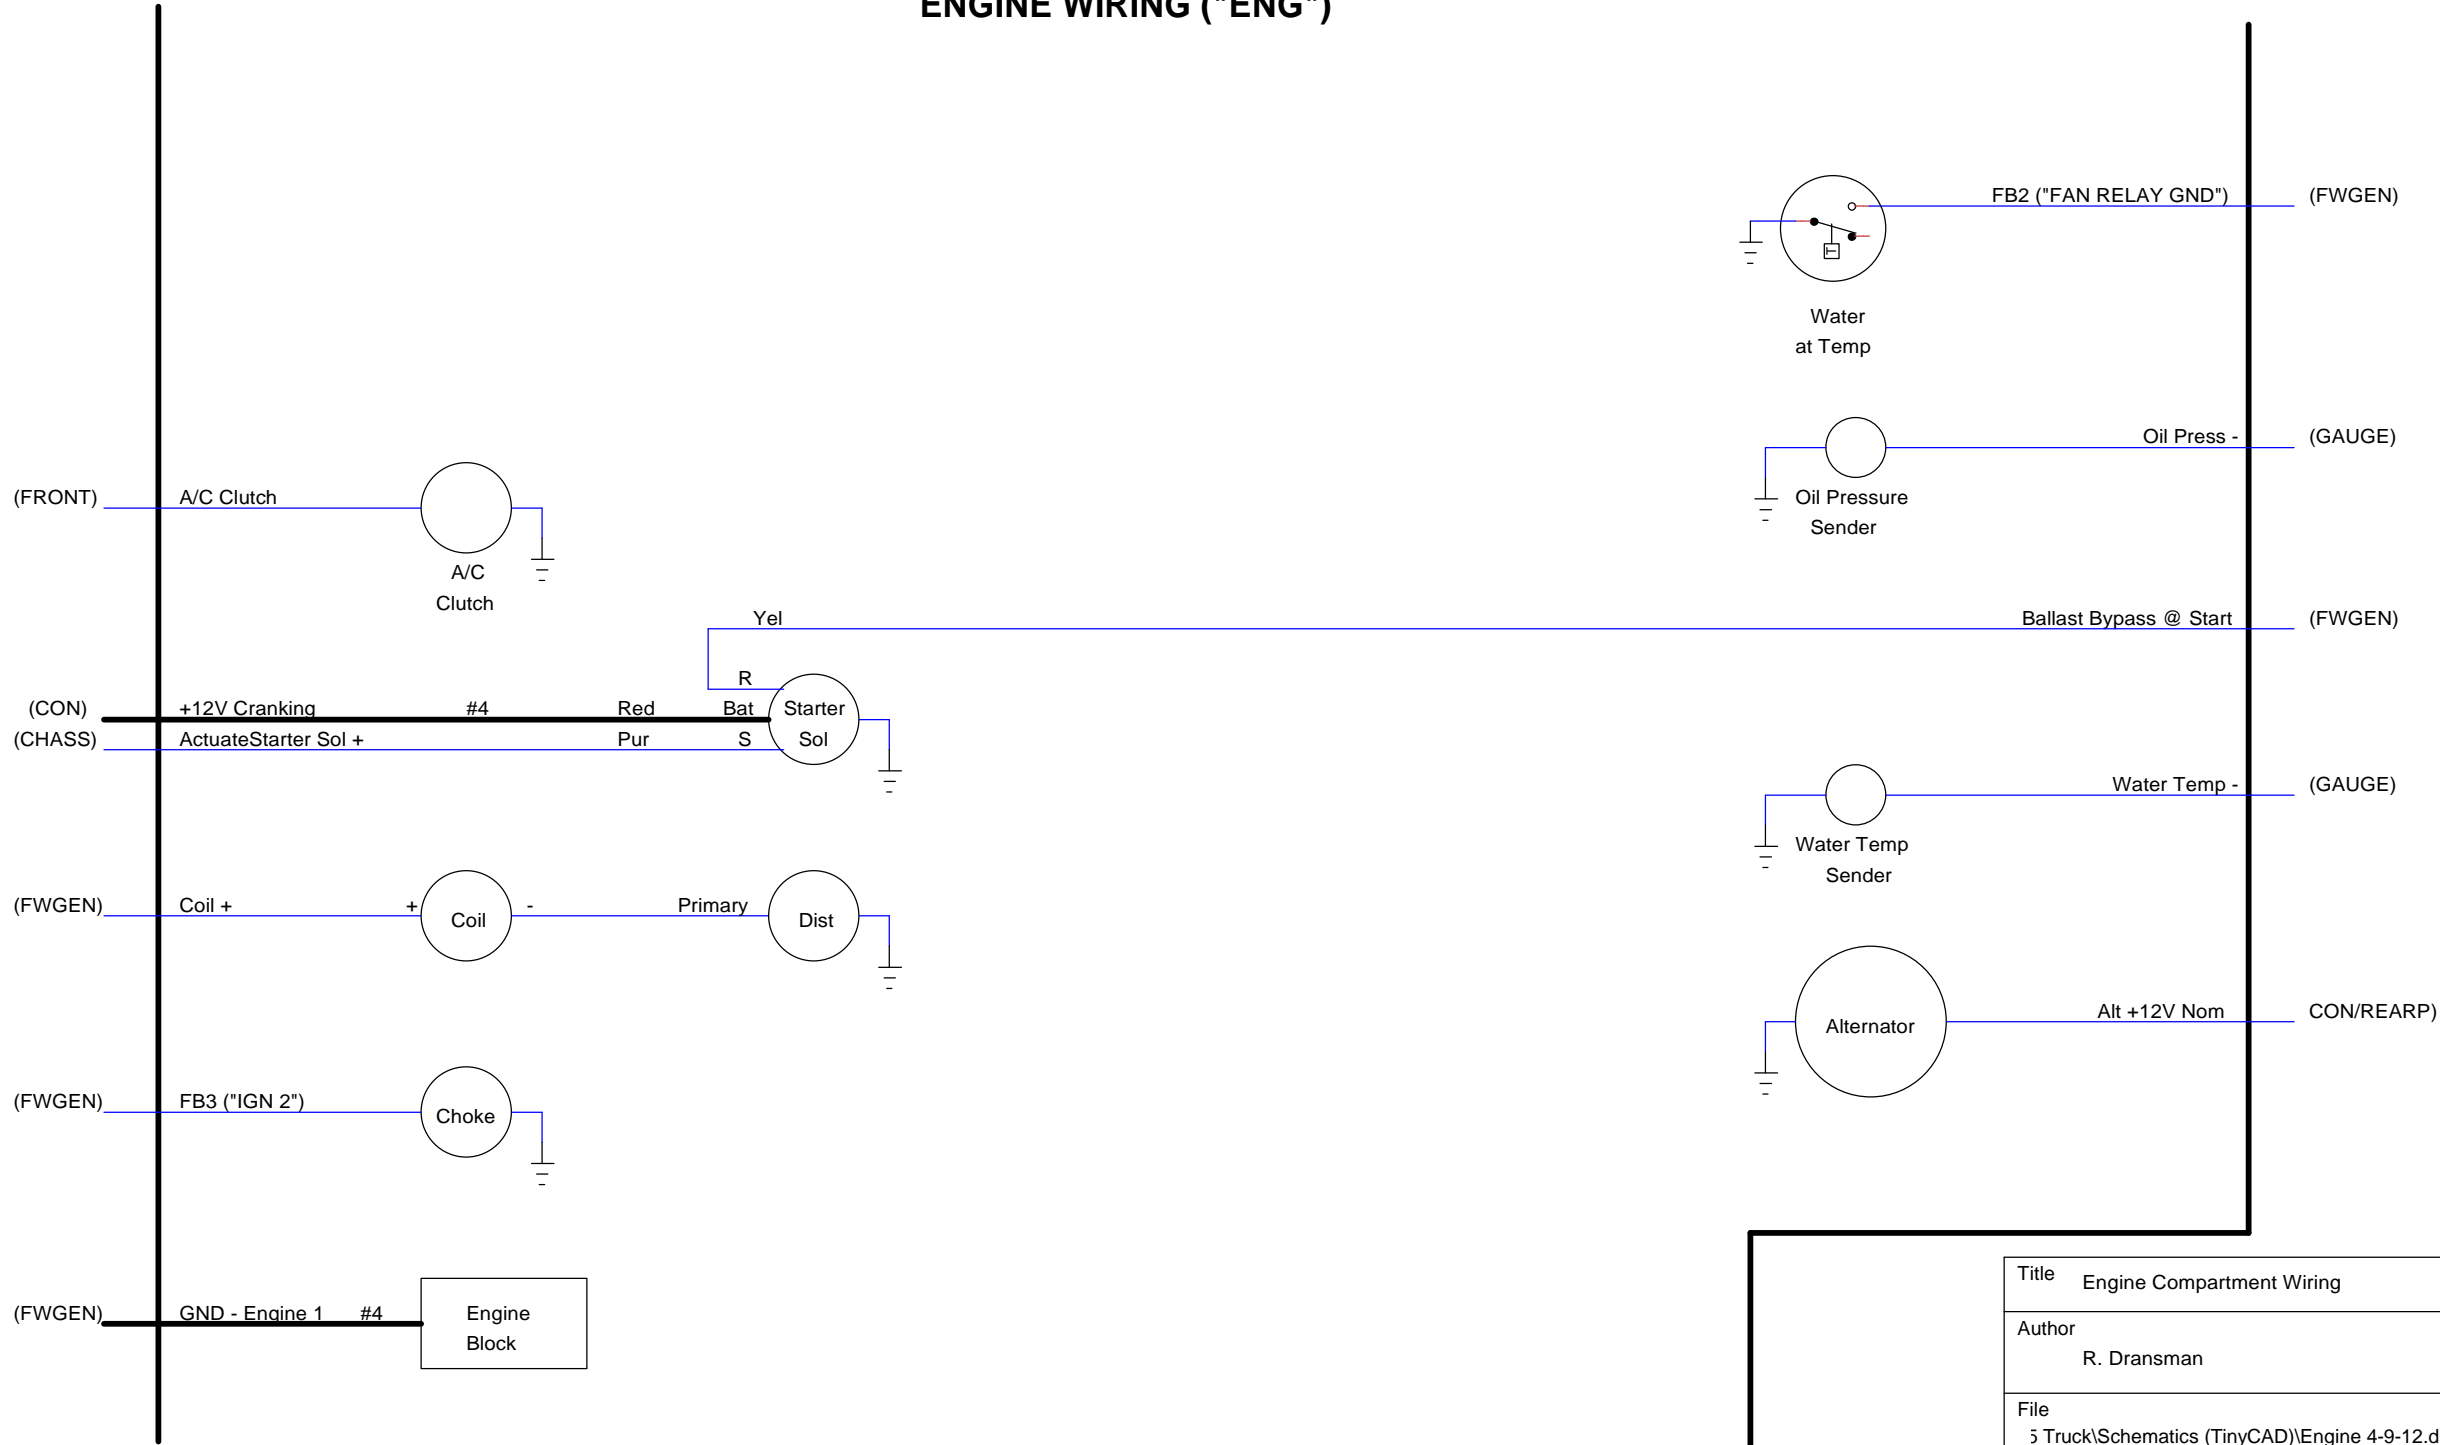 ENGINE WIRING ("ENG")
FB2 ("FAN RELAY GND")
(FWGEN)
T
Water
at Temp
Oil Press -
(GAUGE)
Oil Pressure
Sender
(FRONT)
A/C Clutch
A/C
Clutch
Yel
Ballast Bypass @ Start
(FWGEN)
R
(CON)
+12V Cranking
#4
Red
Bat
Starter
Sol
(CHASS)
ActuateStarter Sol +
Pur
S
Water Temp -
(GAUGE)
Water Temp
Sender
(FWGEN)
Coil +
+
Coil
-
Primary
Dist
Alternator
Alt +12V Nom
CON/REARP)
(FWGEN)
FB3 ("IGN 2")
Choke
(FWGEN)
GND - Engine 1
#4
Engine
Block
Title
Engine Compartment Wiring
Author
R. Dransman
File
5 Truck\Schematics (TinyCAD)\Engine 4-9-12.d